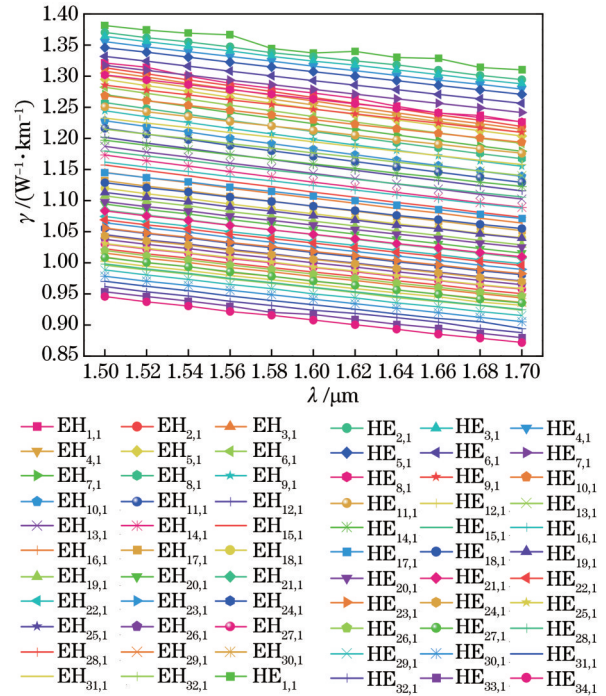 1.40
1.35
1.30
1.25
1.20
1.15
1.10
1.05
1.00
0.95
0.90
0.85
γ /(W⁻¹· km⁻¹)
1.50 1.52 1.54 1.56 1.58 1.60 1.62 1.64 1.66 1.68 1.70
λ /μm
EH₁,₁ EH₂,₁ EH₃,₁ HE₂,₁ HE₃,₁ HE₄,₁
EH₄,₁ EH₅,₁ EH₆,₁ HE₅,₁ HE₆,₁ HE₇,₁
EH₇,₁ EH₈,₁ EH₉,₁ HE₈,₁ HE₉,₁ HE₁₀,₁
EH₁₀,₁ EH₁₁,₁ EH₁₂,₁ HE₁₁,₁ HE₁₂,₁ HE₁₃,₁
EH₁₃,₁ EH₁₄,₁ EH₁₅,₁ HE₁₄,₁ HE₁₅,₁ HE₁₆,₁
EH₁₆,₁ EH₁₇,₁ EH₁₈,₁ HE₁₇,₁ HE₁₈,₁ HE₁₉,₁
EH₁₉,₁ EH₂₀,₁ EH₂₁,₁ HE₂₀,₁ HE₂₁,₁ HE₂₂,₁
EH₂₂,₁ EH₂₃,₁ EH₂₄,₁ HE₂₃,₁ HE₂₄,₁ HE₂₅,₁
EH₂₅,₁ EH₂₆,₁ EH₂₇,₁ HE₂₆,₁ HE₂₇,₁ HE₂₈,₁
EH₂₈,₁ EH₂₉,₁ EH₃₀,₁ HE₂₉,₁ HE₃₀,₁ HE₃₁,₁
EH₃₁,₁ EH₃₂,₁ HE₁,₁ HE₃₂,₁ HE₃₃,₁ HE₃₄,₁